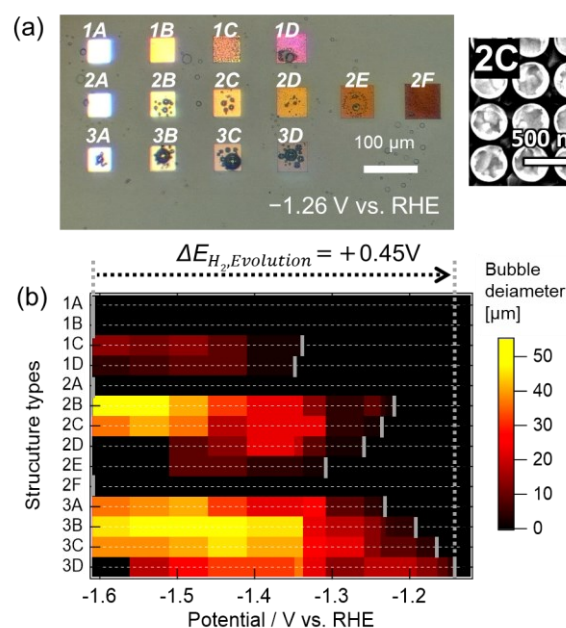 (a)
1A 1B 1C 1D
2A 2B 2C 2D 2E 2F
3A 3B 3C 3D
100 μm
−1.26 V vs. RHE
2C
500 n
ΔE_{H₂,Evolution} = +0.45V
(b)
Bubble
deiameter
[μm]
Strucuture types
1A
1B
1C
1D
2A
2B
2C
2D
2E
2F
3A
3B
3C
3D
50
40
30
20
10
0
-1.6 -1.5 -1.4 -1.3 -1.2
Potential / V vs. RHE